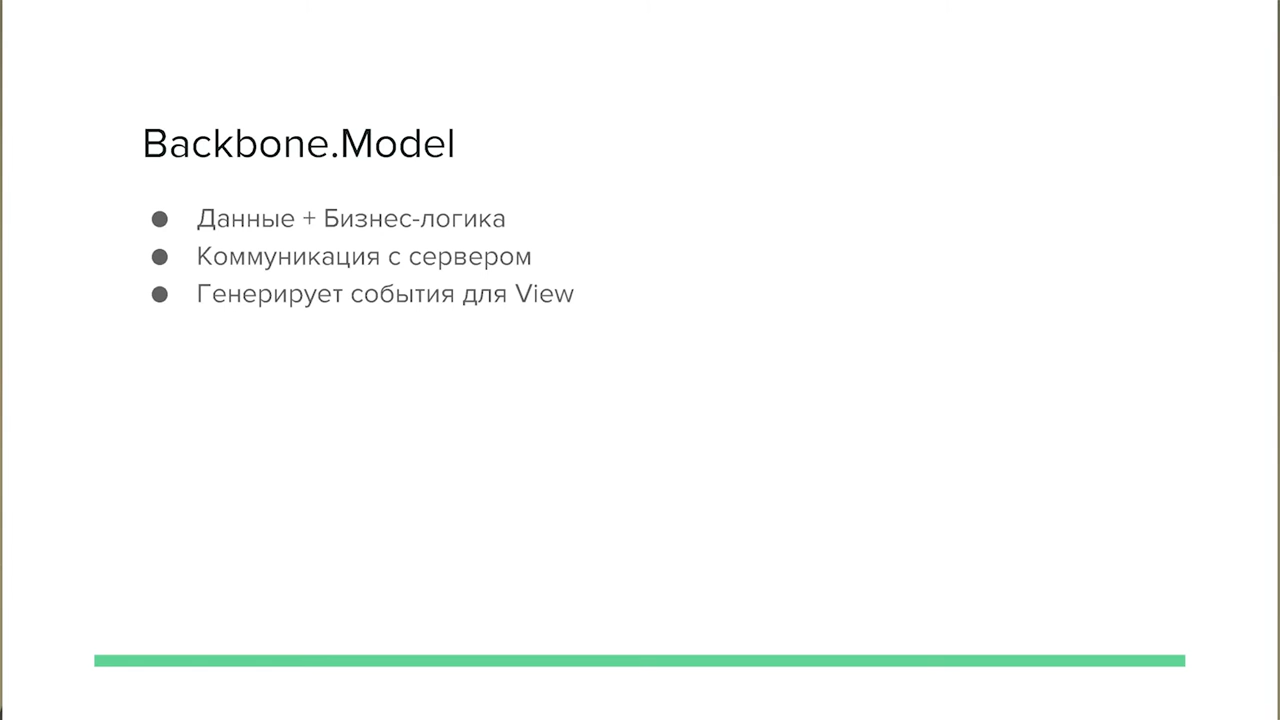 Backbone.Model
● Данные + Бизнес-логика
● Коммуникация с сервером
● Генерирует события для View